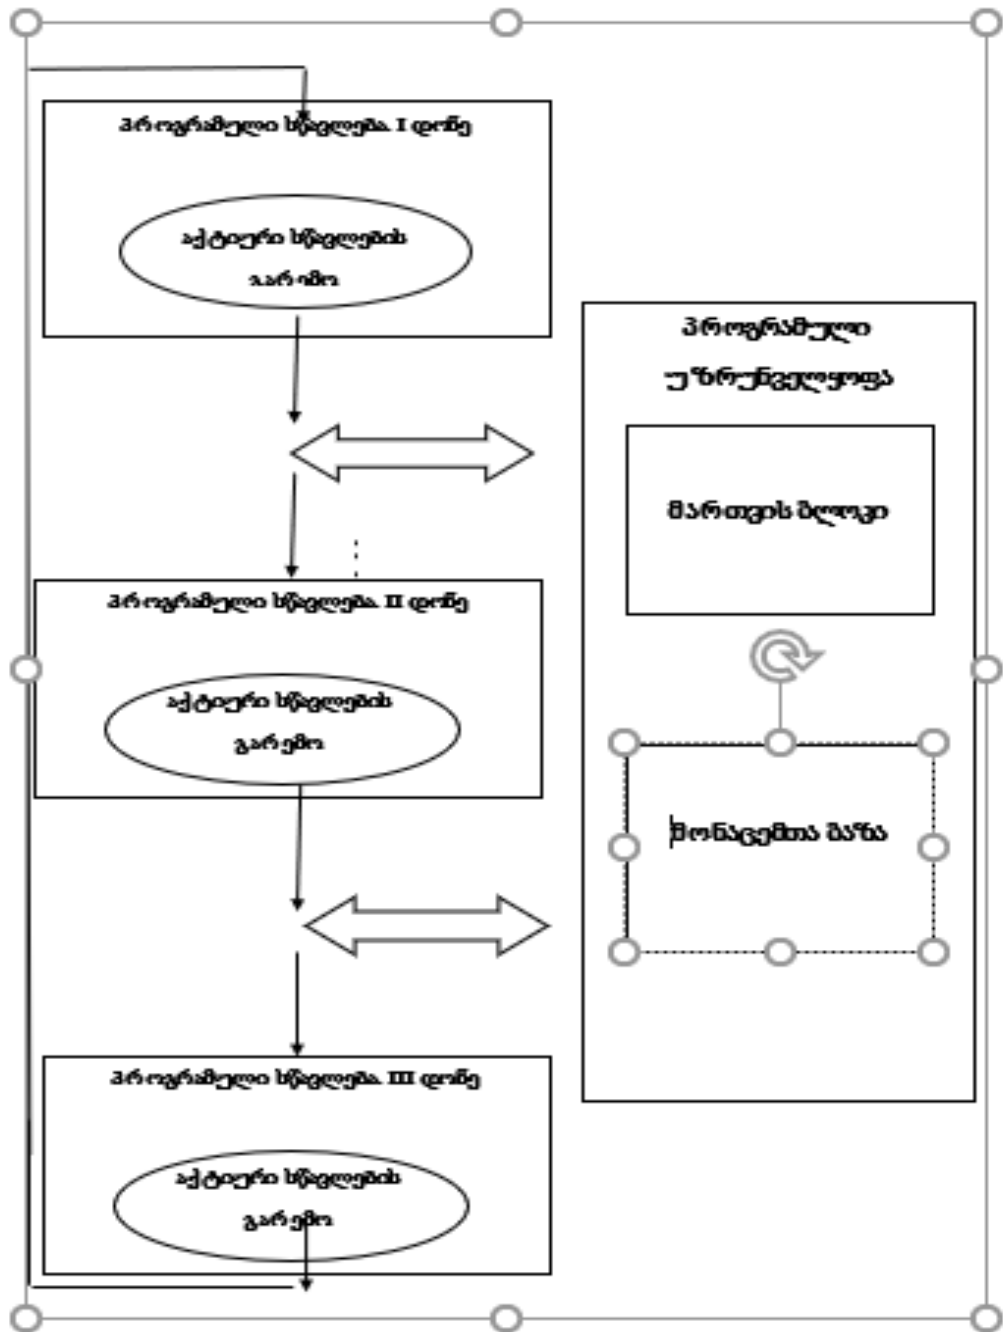 პროგრამული სწავლება. I დონე
აქტიური სწავლების
გარემო
პროგრამული
უზრუნველყოფა
მართვის ბლოკი
პროგრამული სწავლება. II დონე
აქტიური სწავლების
გარემო
მონაცემთა ბაზა
პროგრამული სწავლება. III დონე
აქტიური სწავლების
გარემო